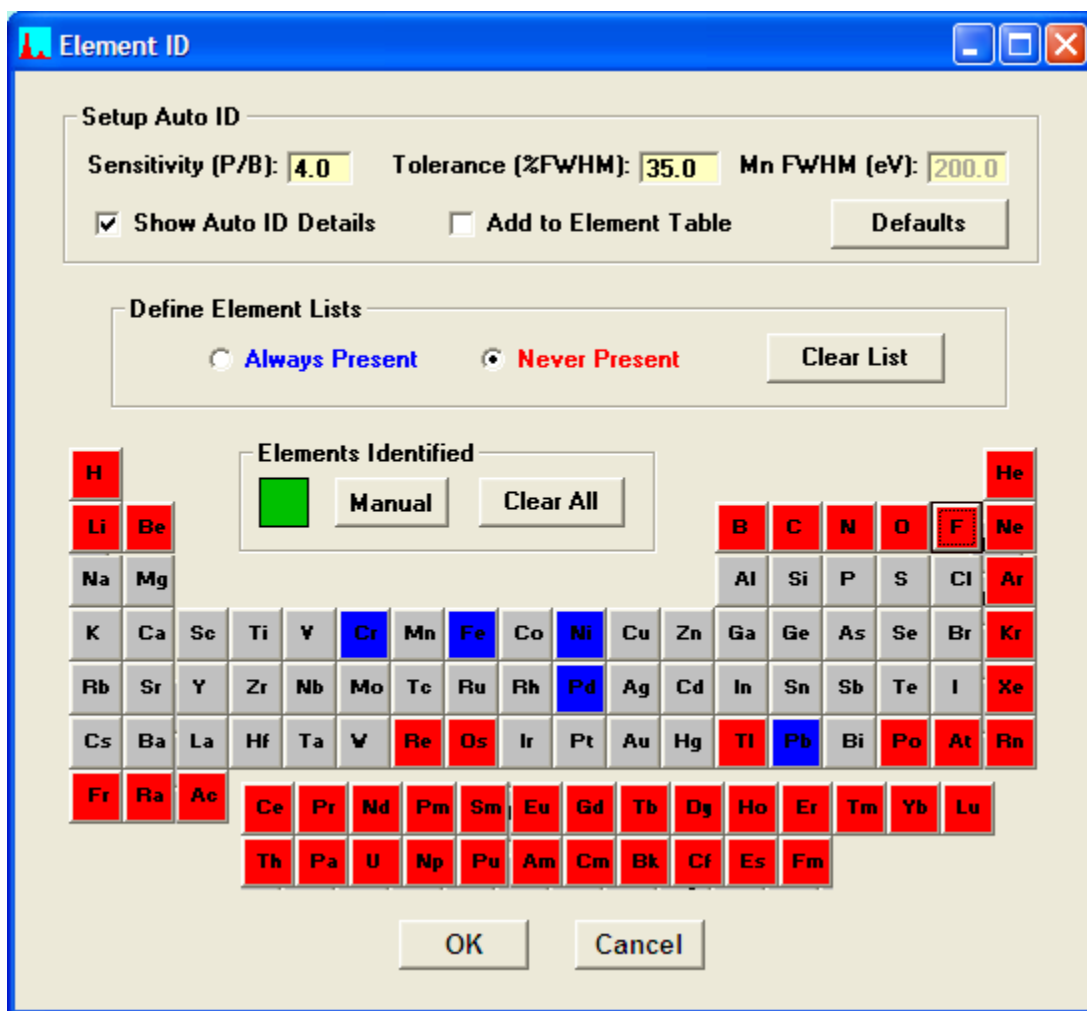 Element ID
Setup Auto ID
Sensitivity (P/B): 4.0 Tolerance (%FWHM): 35.0 Mn FWHM (eV): 200.0
Show Auto ID Details Add to Element Table Defaults
Define Element Lists
Always Present Never Present Clear List
Elements Identified
H He
Manual Clear All
Li Be B C N O F Ne
Na Mg Al Si P S Cl Ar
K Ca Sc Ti V Cr Mn Fe Co Ni Cu Zn Ga Ge As Se Br Kr
Rb Sr Y Zr Nb Mo Tc Ru Rh Pd Ag Cd In Sn Sb Te I Xe
Cs Ba La Hf Ta W Re Os Ir Pt Au Hg Tl Pb Bi Po At Rn
Fr Ra Ac Ce Pr Nd Pm Sm Eu Gd Tb Dy Ho Er Tm Yb Lu
Th Pa U Np Pu Am Cm Bk Cf Es Fm
OK Cancel